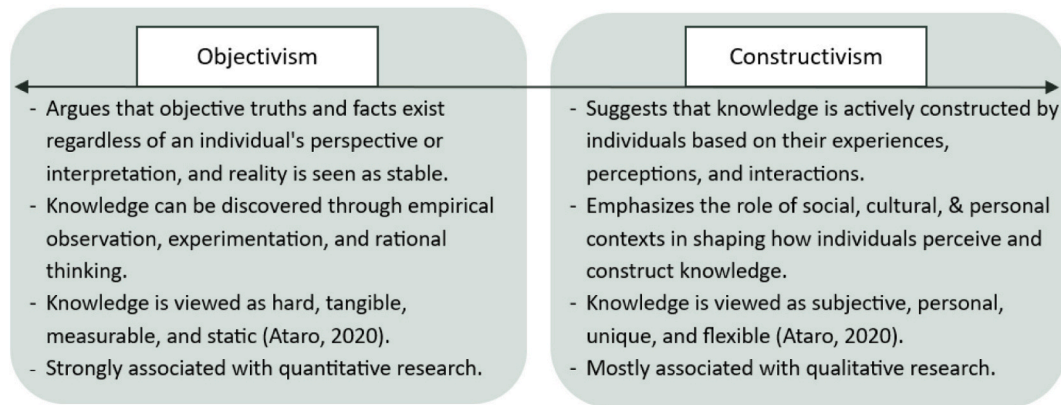 Objectivism
- Argues that objective truths and facts exist
regardless of an individual's perspective or
interpretation, and reality is seen as stable.
- Knowledge can be discovered through empirical
observation, experimentation, and rational
thinking.
- Knowledge is viewed as hard, tangible,
measurable, and static (Ataro, 2020).
- Strongly associated with quantitative research.
Constructivism
- Suggests that knowledge is actively constructed by
individuals based on their experiences,
perceptions, and interactions.
- Emphasizes the role of social, cultural, & personal
contexts in shaping how individuals perceive and
construct knowledge.
- Knowledge is viewed as subjective, personal,
unique, and flexible (Ataro, 2020).
- Mostly associated with qualitative research.